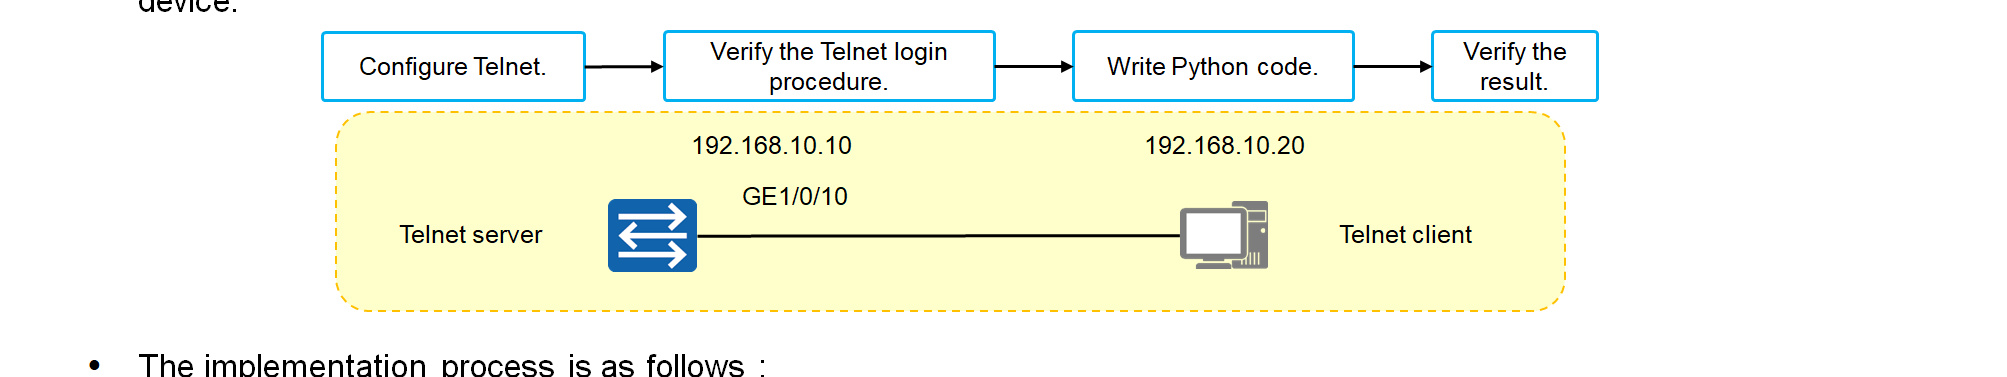 device.
Configure Telnet.
Verify the Telnet login
procedure.
Write Python code.
Verify the
result.
192.168.10.10
192.168.10.20
GE1/0/10
Telnet server
Telnet client
• The implementation process is as follows :